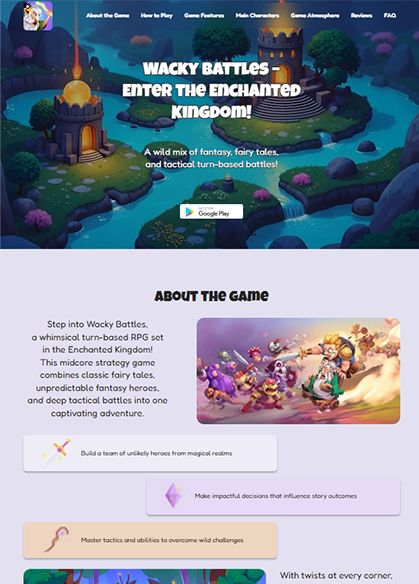 About the Game How to Play Game Features Main Characters Game Atmosphere Reviews FAQ
Wacky Battles –
Enter the Enchanted
Kingdom!
A wild mix of fantasy, fairy tales,
and tactical turn-based battles!
Google Play
About the Game
Step into Wacky Battles,
a whimsical turn-based RPG set
in the Enchanted Kingdom!
This midcore strategy game
combines classic fairy tales,
unpredictable fantasy heroes,
and deep tactical battles into one
captivating adventure.
Build a team of unlikely heroes from magical realms
Make impactful decisions that influence story outcomes
Master tactics and abilities to overcome wild challenges
With twists at every corner,